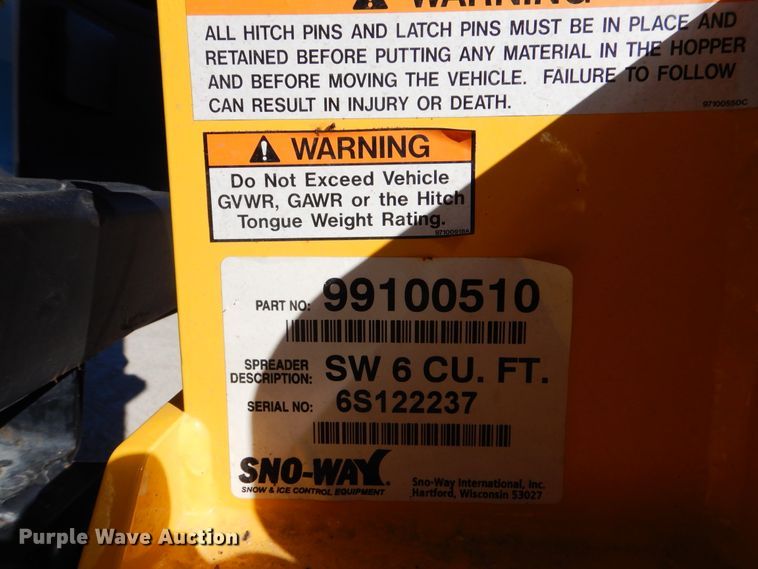 WARNING
ALL HITCH PINS AND LATCH PINS MUST BE IN PLACE AND
RETAINED BEFORE PUTTING ANY MATERIAL IN THE HOPPER
AND BEFORE MOVING THE VEHICLE. FAILURE TO FOLLOW
CAN RESULT IN INJURY OR DEATH.
97100550C
WARNING
Do Not Exceed Vehicle
GVWR, GAWR or the Hitch
Tongue Weight Rating.
PART NO: 99100510
SPREADER DESCRIPTION: SW 6 CU. FT.
SERIAL NO: 6S122237
SNO-WAY
SNOW & ICE CONTROL EQUIPMENT
Sno-Way International, Inc.
Hartford, Wisconsin 53027
Purple Wave Auction